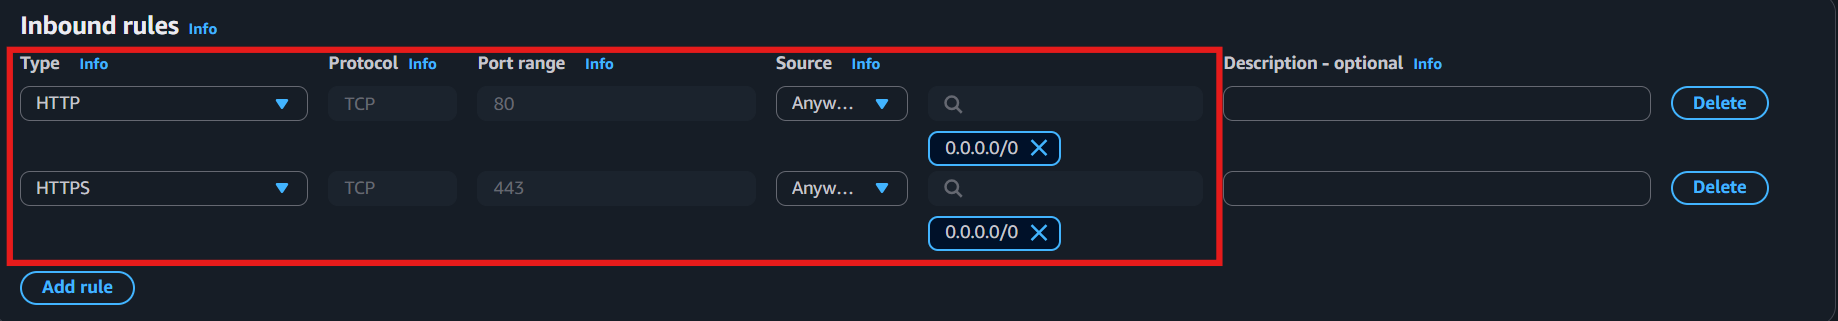 Inbound rules Info
Type Info Protocol Info Port range Info Source Info Description - optional Info
HTTP TCP 80 Anyw... Delete
0.0.0.0/0
HTTPS TCP 443 Anyw... Delete
0.0.0.0/0
Add rule